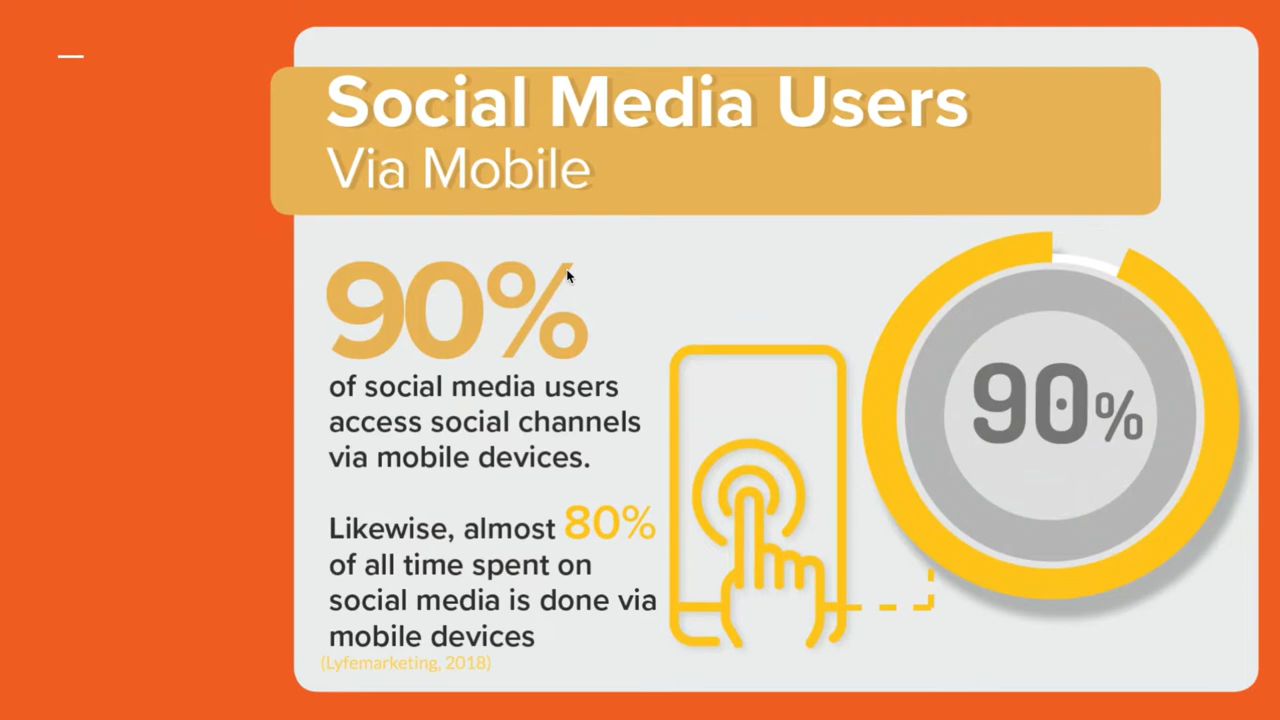 Social Media Users
Via Mobile
90%
of social media users
access social channels
via mobile devices.
Likewise, almost 80%
of all time spent on
social media is done via
mobile devices
(Lyfemarketing, 2018)
90%